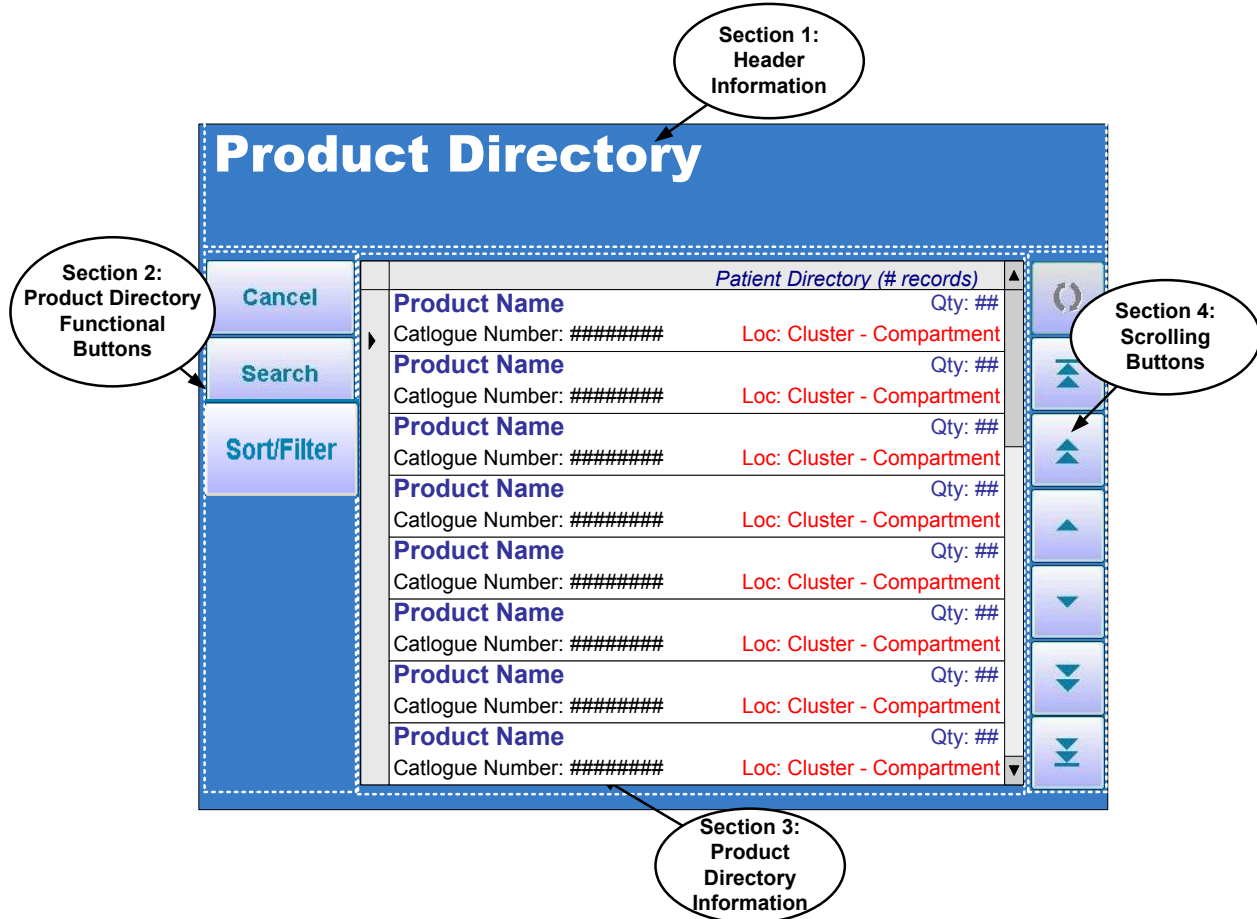 Section 1:
Header
Information
Product Directory
Section 2:
Product Directory
Functional
Buttons
Cancel
Search
Sort/Filter
Patient Directory (# records)
Product Name Qty: ##
Catlogue Number: ######## Loc: Cluster - Compartment
Product Name Qty: ##
Catlogue Number: ######## Loc: Cluster - Compartment
Product Name Qty: ##
Catlogue Number: ######## Loc: Cluster - Compartment
Product Name Qty: ##
Catlogue Number: ######## Loc: Cluster - Compartment
Product Name Qty: ##
Catlogue Number: ######## Loc: Cluster - Compartment
Product Name Qty: ##
Catlogue Number: ######## Loc: Cluster - Compartment
Product Name Qty: ##
Catlogue Number: ######## Loc: Cluster - Compartment
Product Name Qty: ##
Catlogue Number: ######## Loc: Cluster - Compartment
Section 4:
Scrolling
Buttons
Section 3:
Product
Directory
Information